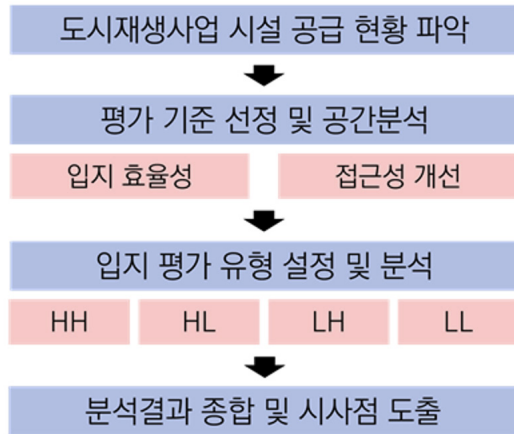 도시재생사업 시설 공급 현황 파악
평가 기준 선정 및 공간분석
입지 효율성 접근성 개선
입지 평가 유형 설정 및 분석
HH HL LH LL
분석결과 종합 및 시사점 도출